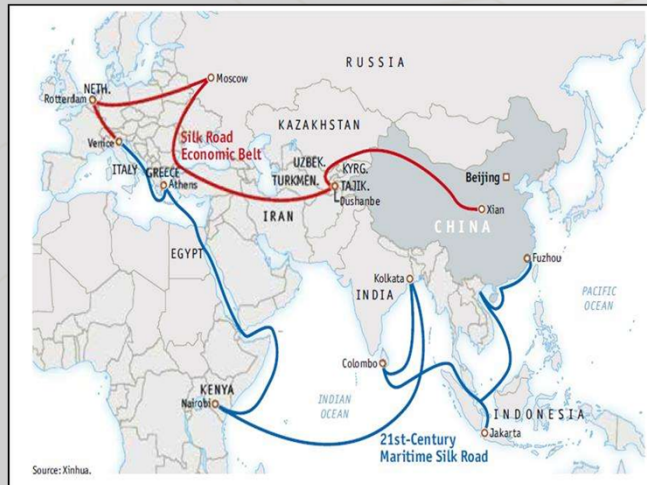 RUSSIA
Moscow
NETH.
Rotterdam
KAZAKHSTAN
Venice
Silk Road
Economic Belt
UZBEK.
KYRG.
ITALY
GREECE
Athens
TURKMEN.
TAJIK.
Dushanbe
Beijing
Xian
IRAN
CHINA
EGYPT
Fuzhou
Kolkata
INDIA
PACIFIC
OCEAN
Colombo
KENYA
Nairobi
INDIAN
OCEAN
INDONESIA
Jakarta
21st-Century
Maritime Silk Road
Source: Xinhua.